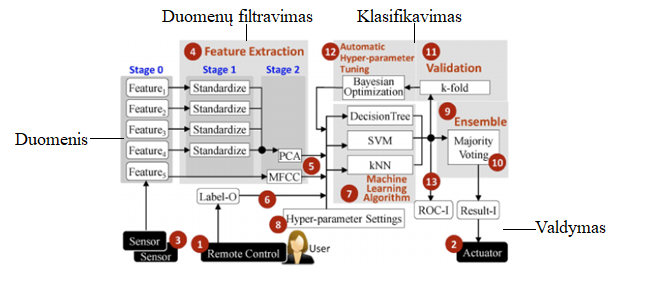 Duomenų filtravimas
Klasifikavimas
4 Feature Extraction
12 Automatic
Hyper-parameter
Tuning
11
Validation
Stage 0
Stage 1
Stage 2
Feature1
Standardize
Bayesian
Optimization
k-fold
Feature2
Standardize
DecisionTree
9
Ensemble
Duomenis
Feature3
Standardize
SVM
Majority
Voting
10
Feature4
Standardize
PCA
5
kNN
Feature5
MFCC
7
Machine
Learning
Algorithm
13
Label-O
6
8
Hyper-parameter Settings
ROC-I
Result-I
Valdymas
Sensor
Sensor
3
1
Remote Control
User
2
Actuator